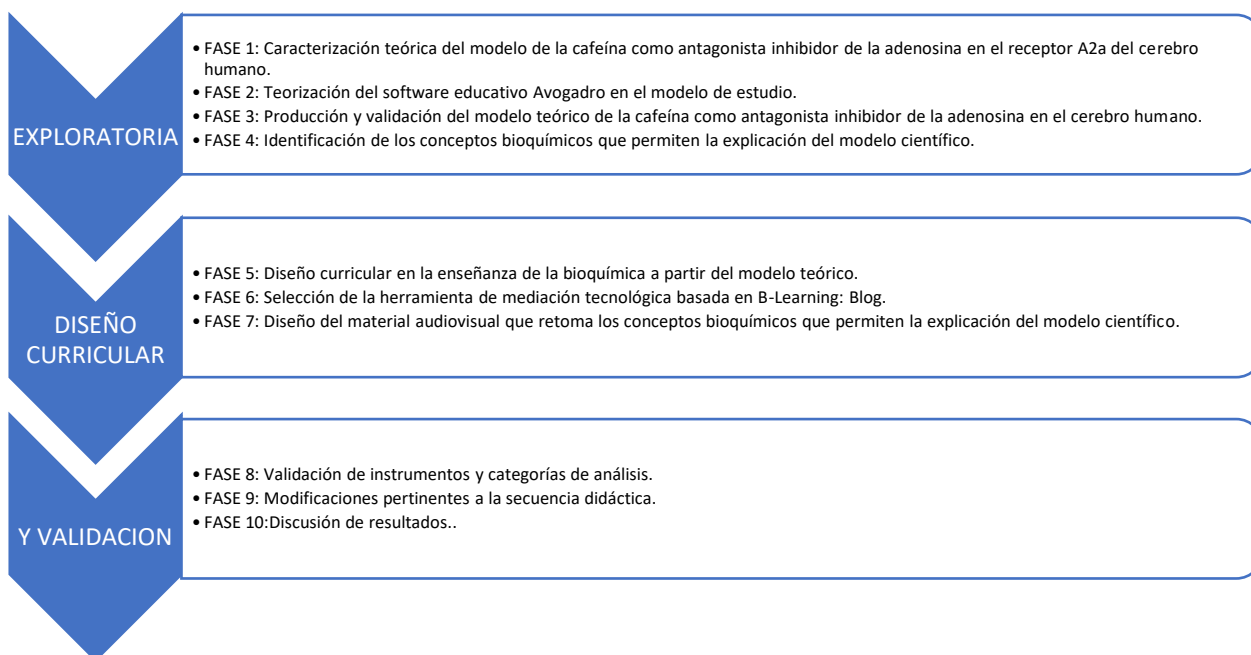 EXPLORATORIA
• FASE 1: Caracterización teórica del modelo de la cafeína como antagonista inhibidor de la adenosina en el receptor A2a del cerebro
humano.
• FASE 2: Teorización del software educativo Avogadro en el modelo de estudio.
• FASE 3: Producción y validación del modelo teórico de la cafeína como antagonista inhibidor de la adenosina en el cerebro humano.
• FASE 4: Identificación de los conceptos bioquímicos que permiten la explicación del modelo científico.
DISEÑO
CURRICULAR
• FASE 5: Diseño curricular en la enseñanza de la bioquímica a partir del modelo teórico.
• FASE 6: Selección de la herramienta de mediación tecnológica basada en B-Learning: Blog.
• FASE 7: Diseño del material audiovisual que retoma los conceptos bioquímicos que permiten la explicación del modelo científico.
Y VALIDACION
• FASE 8: Validación de instrumentos y categorías de análisis.
• FASE 9: Modificaciones pertinentes a la secuencia didáctica.
• FASE 10:Discusión de resultados..